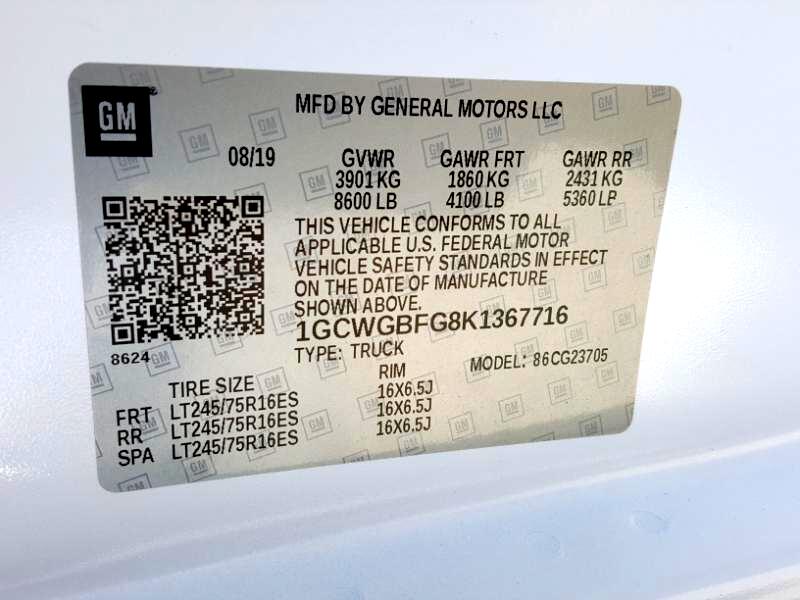 GM
MFD BY GENERAL MOTORS LLC
08/19 GVWR GAWR FRT GAWR RR
3901 KG 1860 KG 2431 KG
8600 LB 4100 LB 5360 LB
THIS VEHICLE CONFORMS TO ALL
APPLICABLE U.S. FEDERAL MOTOR
VEHICLE SAFETY STANDARDS IN EFFECT
ON THE DATE OF MANUFACTURE
SHOWN ABOVE.
8624
1GCWGBFG8K1367716
TYPE: TRUCK MODEL: 86CG23705
TIRE SIZE RIM
FRT LT245/75R16ES 16X6.5J
RR LT245/75R16ES 16X6.5J
SPA LT245/75R16ES 16X6.5J